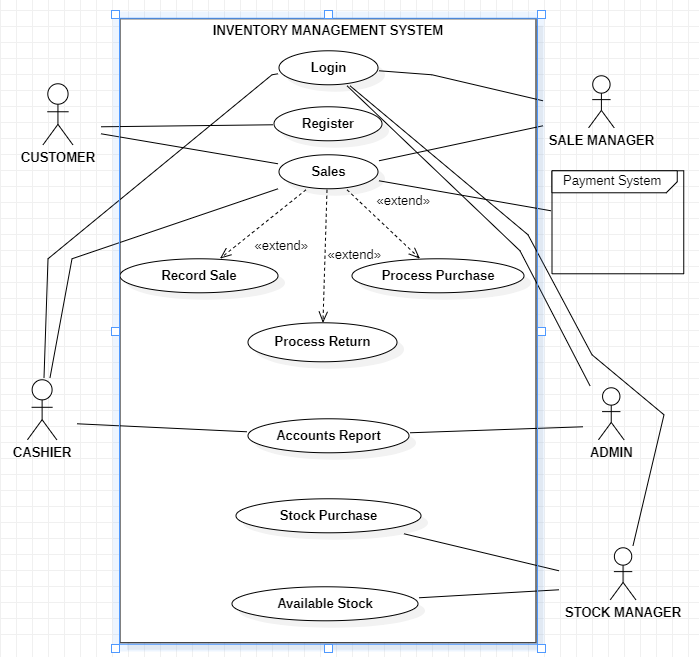 INVENTORY MANAGEMENT SYSTEM
Login
Register
CUSTOMER
SALE MANAGER
Sales
Payment System
«extend»
«extend»
«extend»
Record Sale
Process Purchase
Process Return
Accounts Report
CASHIER
ADMIN
Stock Purchase
Available Stock
STOCK MANAGER